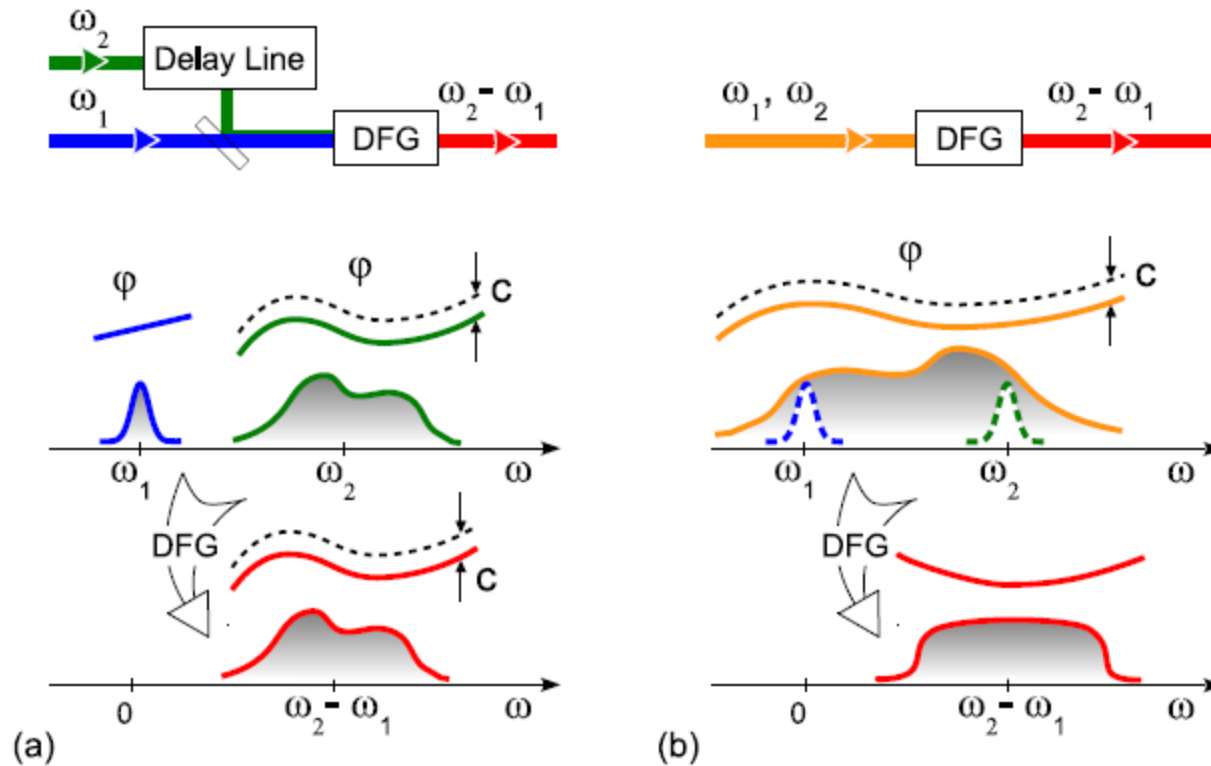 ω₂
Delay Line
ω₁
DFG
ω₂- ω₁
φ
φ
C
ω₁
ω₂
ω
DFG
C
0
ω₂- ω₁
ω
(a)
ω₁, ω₂
DFG
ω₂- ω₁
φ
C
ω₁
ω₂
ω
DFG
0
ω₂- ω₁
ω
(b)